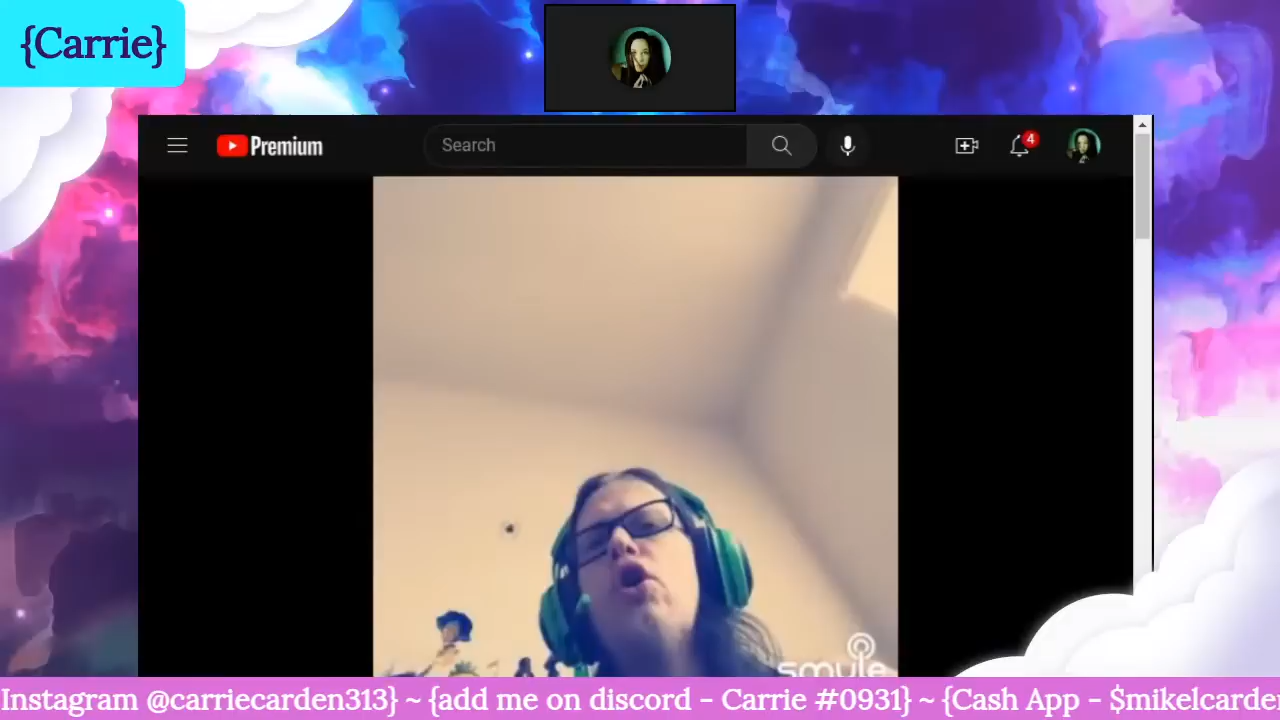 {Carrie}
Premium
Search
4
smule
Instagram @carriecarden313} ~ {add me on discord - Carrie #0931} ~ {Cash App - $mikelcarde